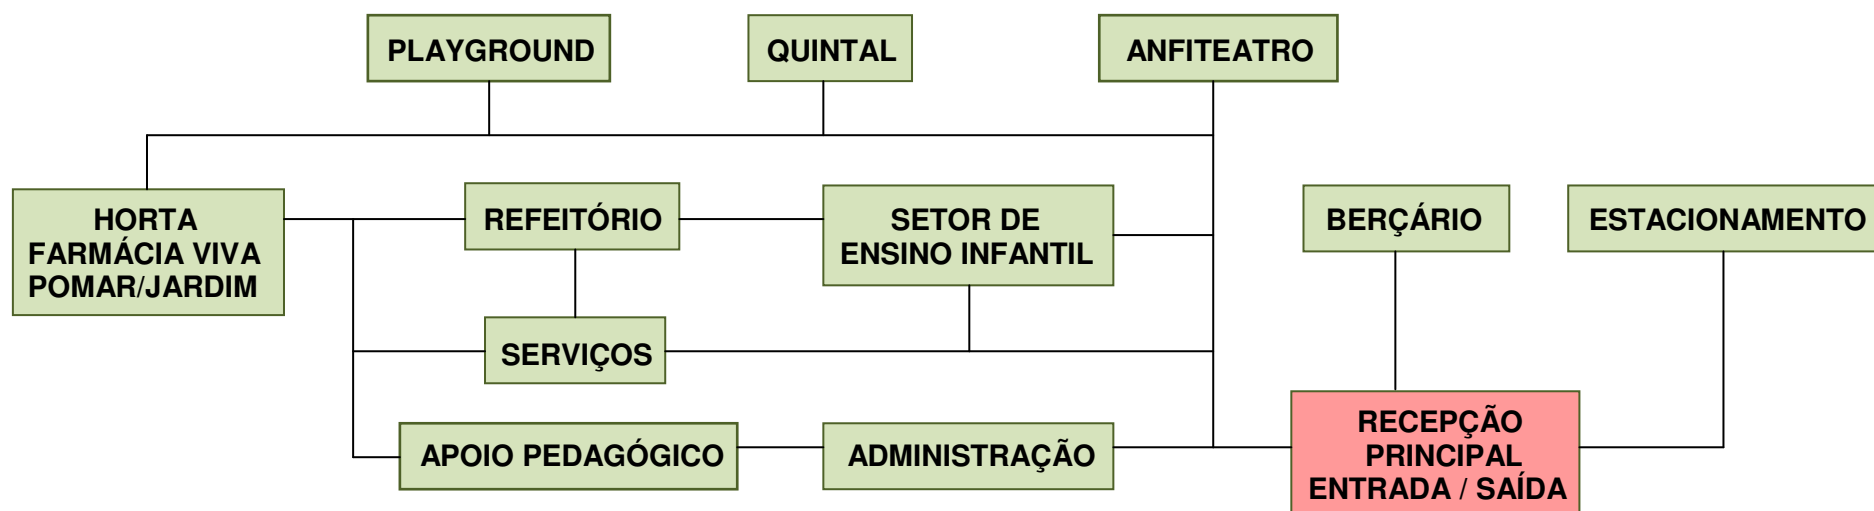 PLAYGROUND
QUINTAL
ANFITEATRO
HORTA
FARMÁCIA VIVA
POMAR/JARDIM
REFEITÓRIO
SETOR DE
ENSINO INFANTIL
BERÇÁRIO
ESTACIONAMENTO
SERVIÇOS
APOIO PEDAGÓGICO
ADMINISTRAÇÃO
RECEPÇÃO
PRINCIPAL
ENTRADA / SAÍDA